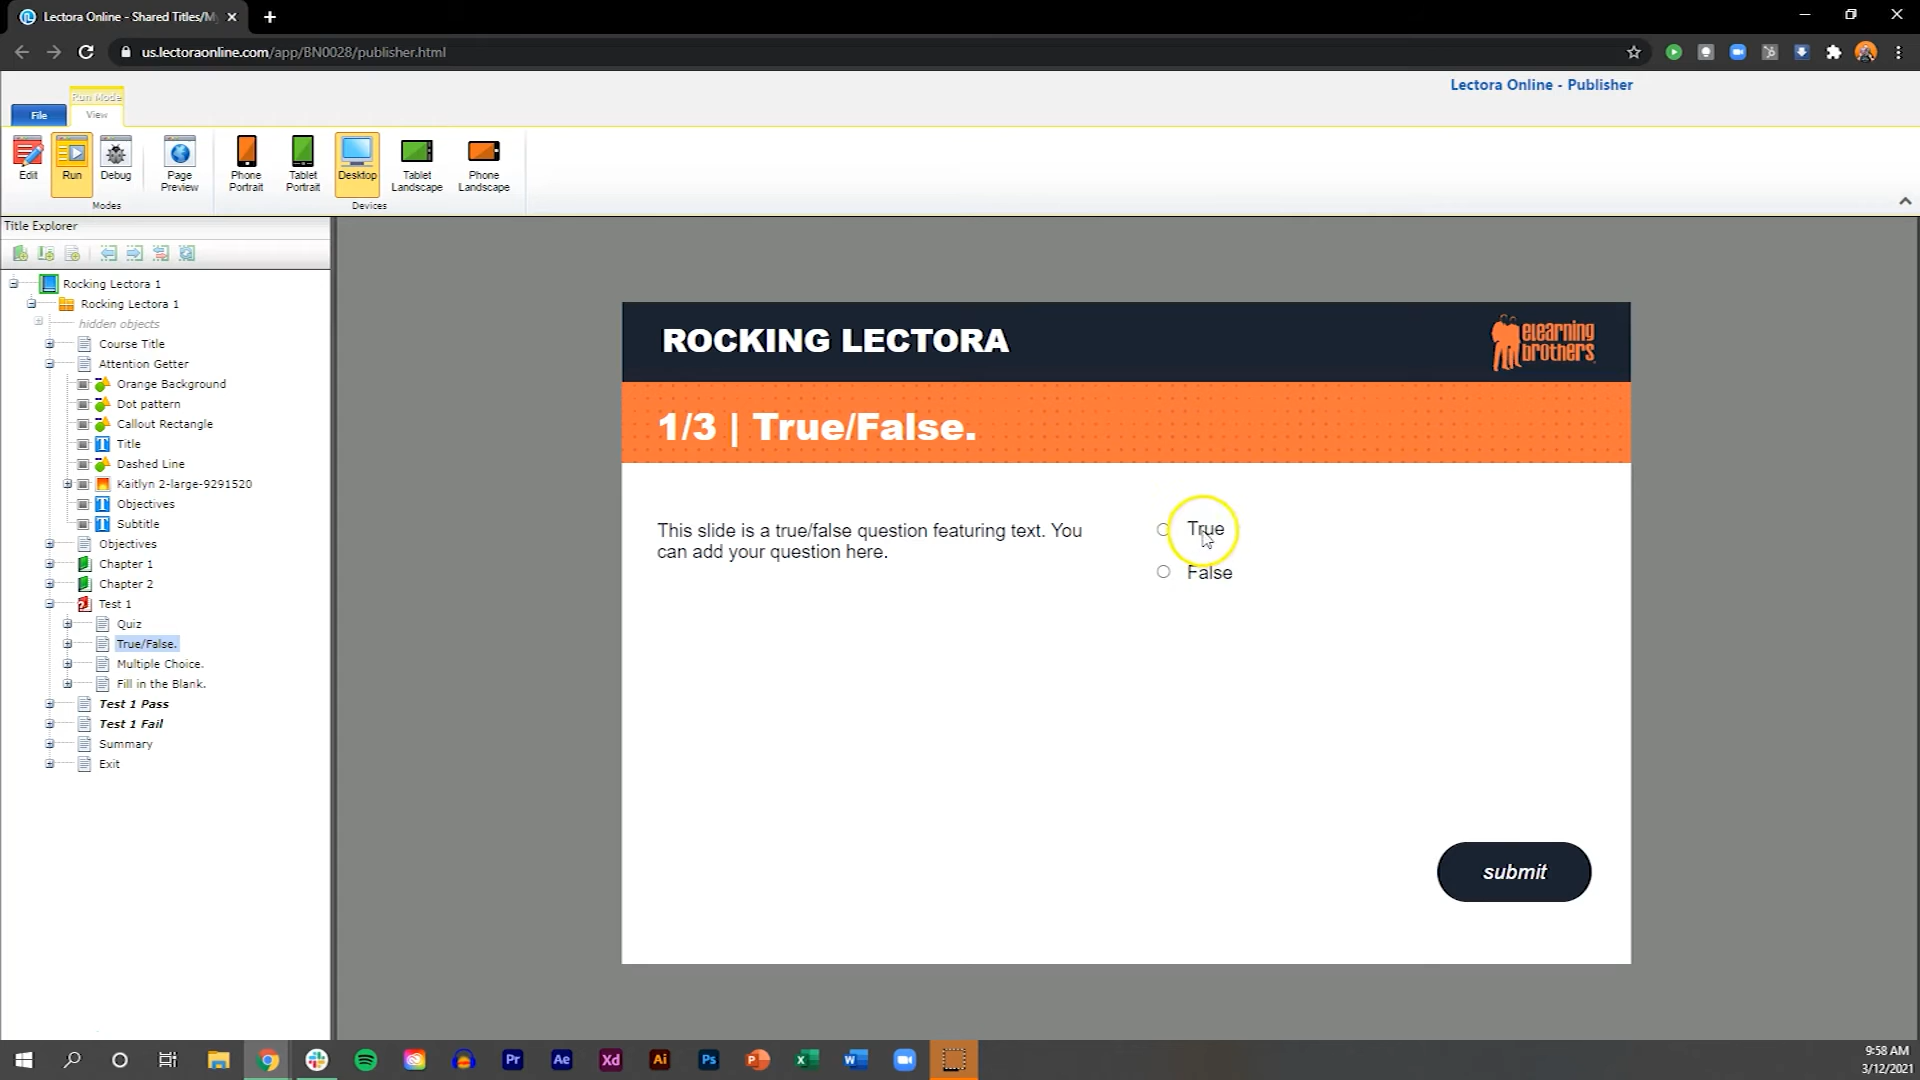 Lectora Online - Shared Titles/M
us.lectoraonline.com/app/BN0028/publisher.html
Lectora Online - Publisher
Run Mode
File
View
Edit
Run
Debug
Page Preview
Phone Portrait
Tablet Portrait
Desktop
Tablet Landscape
Phone Landscape
Modes
Devices
Title Explorer
Rocking Lectora 1
Rocking Lectora 1
hidden objects
Course Title
Attention Getter
Orange Background
Dot pattern
Callout Rectangle
Title
Dashed Line
Kaitlyn 2-large-9291520
Objectives
Subtitle
Objectives
Chapter 1
Chapter 2
Test 1
Quiz
True/False.
Multiple Choice.
Fill in the Blank.
Test 1 Pass
Test 1 Fail
Summary
Exit
ROCKING LECTORA
elearning
brothers
1/3 | True/False.
This slide is a true/false question featuring text. You
can add your question here.
True
False
submit
Pr
Ae
Xd
Ai
Ps
9:58 AM
3/12/2021